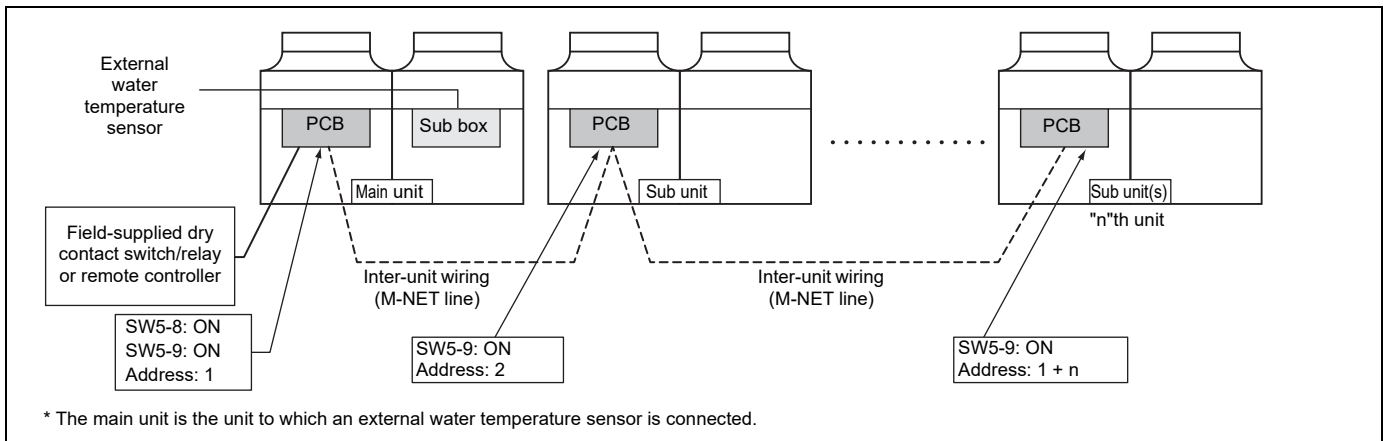 External
water
temperature
sensor
PCB
Sub box
PCB
PCB
Main unit
Sub unit
Sub unit(s)
"n"th unit
Field-supplied dry
contact switch/relay
or remote controller
Inter-unit wiring
(M-NET line)
Inter-unit wiring
(M-NET line)
SW5-8: ON
SW5-9: ON
Address: 1
SW5-9: ON
Address: 2
SW5-9: ON
Address: 1 + n
* The main unit is the unit to which an external water temperature sensor is connected.